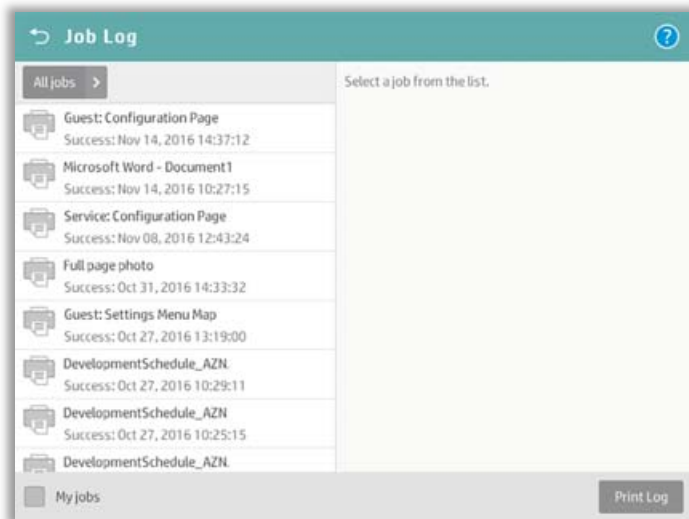 Job Log
?
All jobs >
Select a job from the list.
Guest: Configuration Page
Success: Nov 14, 2016 14:37:12
Microsoft Word - Document1
Success: Nov 14, 2016 10:27:15
Service: Configuration Page
Success: Nov 08, 2016 12:43:24
Full page photo
Success: Oct 31, 2016 14:33:32
Guest: Settings Menu Map
Success: Oct 27, 2016 13:19:00
DevelopmentSchedule_AZN.
Success: Oct 27, 2016 10:29:11
DevelopmentSchedule_AZN
Success: Oct 27, 2016 10:25:15
DevelopmentSchedule_AZN.
My jobs
Print Log